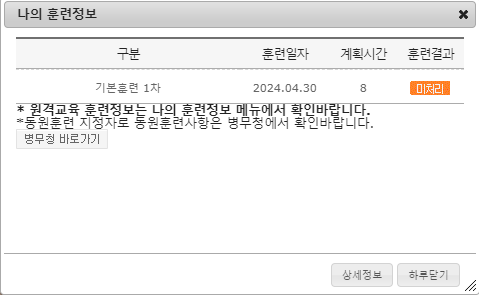 나의 훈련정보
구분 훈련일자 계획시간 훈련결과
기본훈련 1차 2024.04.30 8 미처리
* 원격교육 훈련정보는 나의 훈련정보 메뉴에서 확인바랍니다.
*동원훈련 지정자로 동원훈련사항은 병무청에서 확인바랍니다.
병무청 바로가기
상세정보 하루닫기